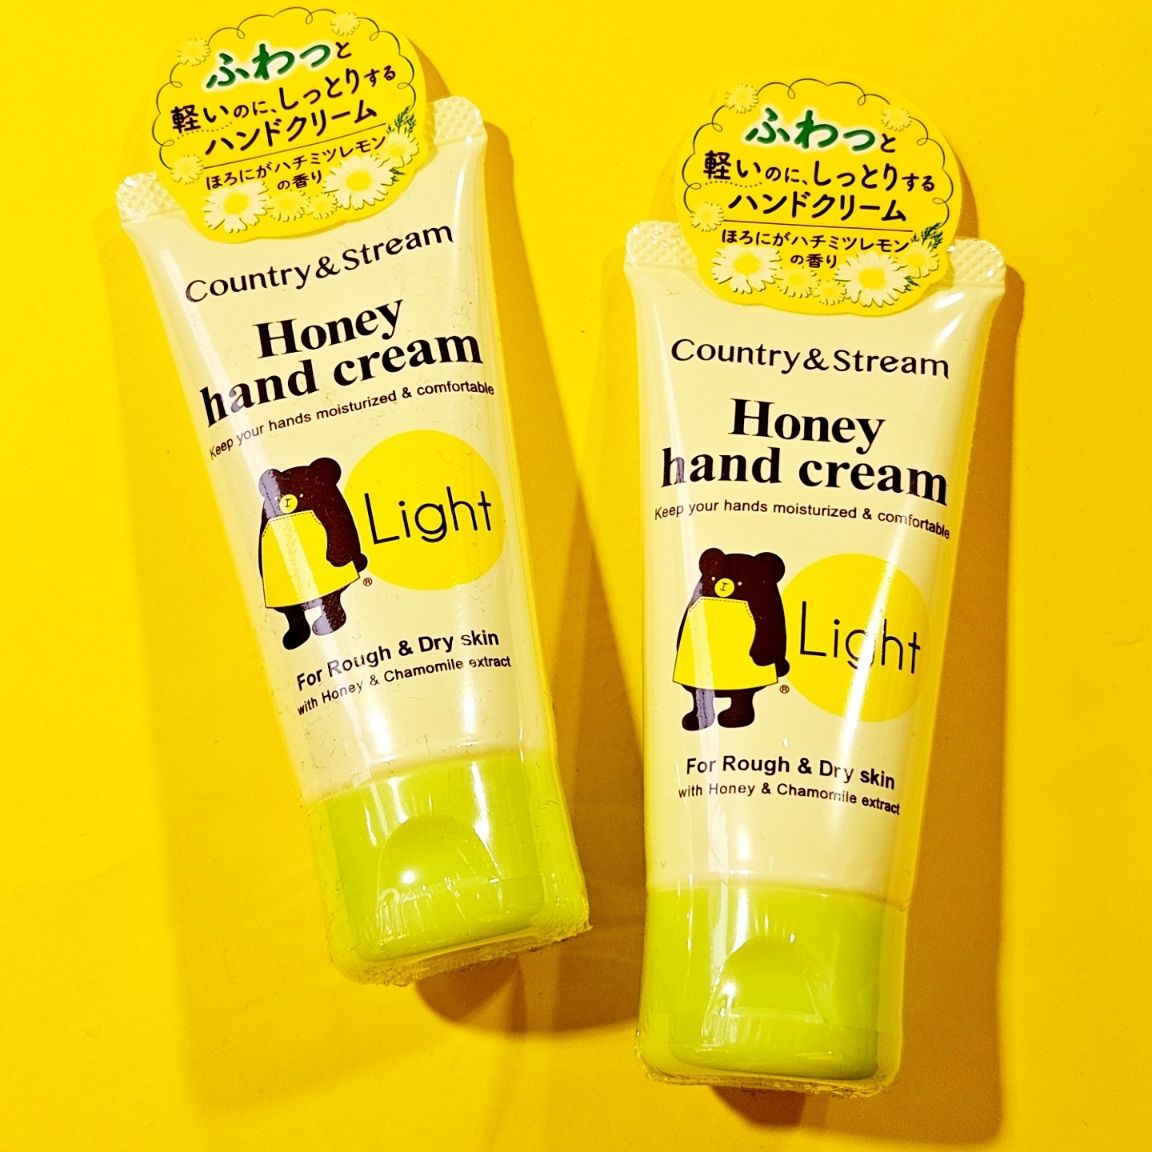 ふわっと
軽いのに、しっとりする
ハンドクリーム
ほろにがハチミツレモン
の香り
Country&Stream
Honey
hand cream
Keep your hands moisturized & comfortable
Light
®
For Rough & Dry skin
with Honey & Chamomile extract
ふわっと
軽いのに、しっとりする
ハンドクリーム
ほろにがハチミツレモン
の香り
Country&Stream
Honey
hand cream
Keep your hands moisturized & comfortable
Light
®
For Rough & Dry skin
with Honey & Chamomile extract